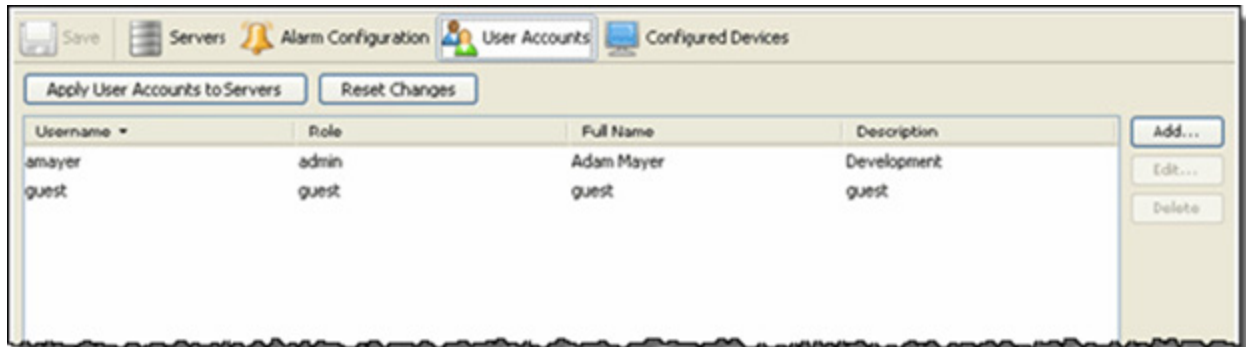 Save Servers Alarm Configuration User Accounts Configured Devices
Apply User Accounts to Servers Reset Changes
Username Role Full Name Description Add...
amayer admin Adam Mayer Development Edit...
guest guest guest guest
Delete